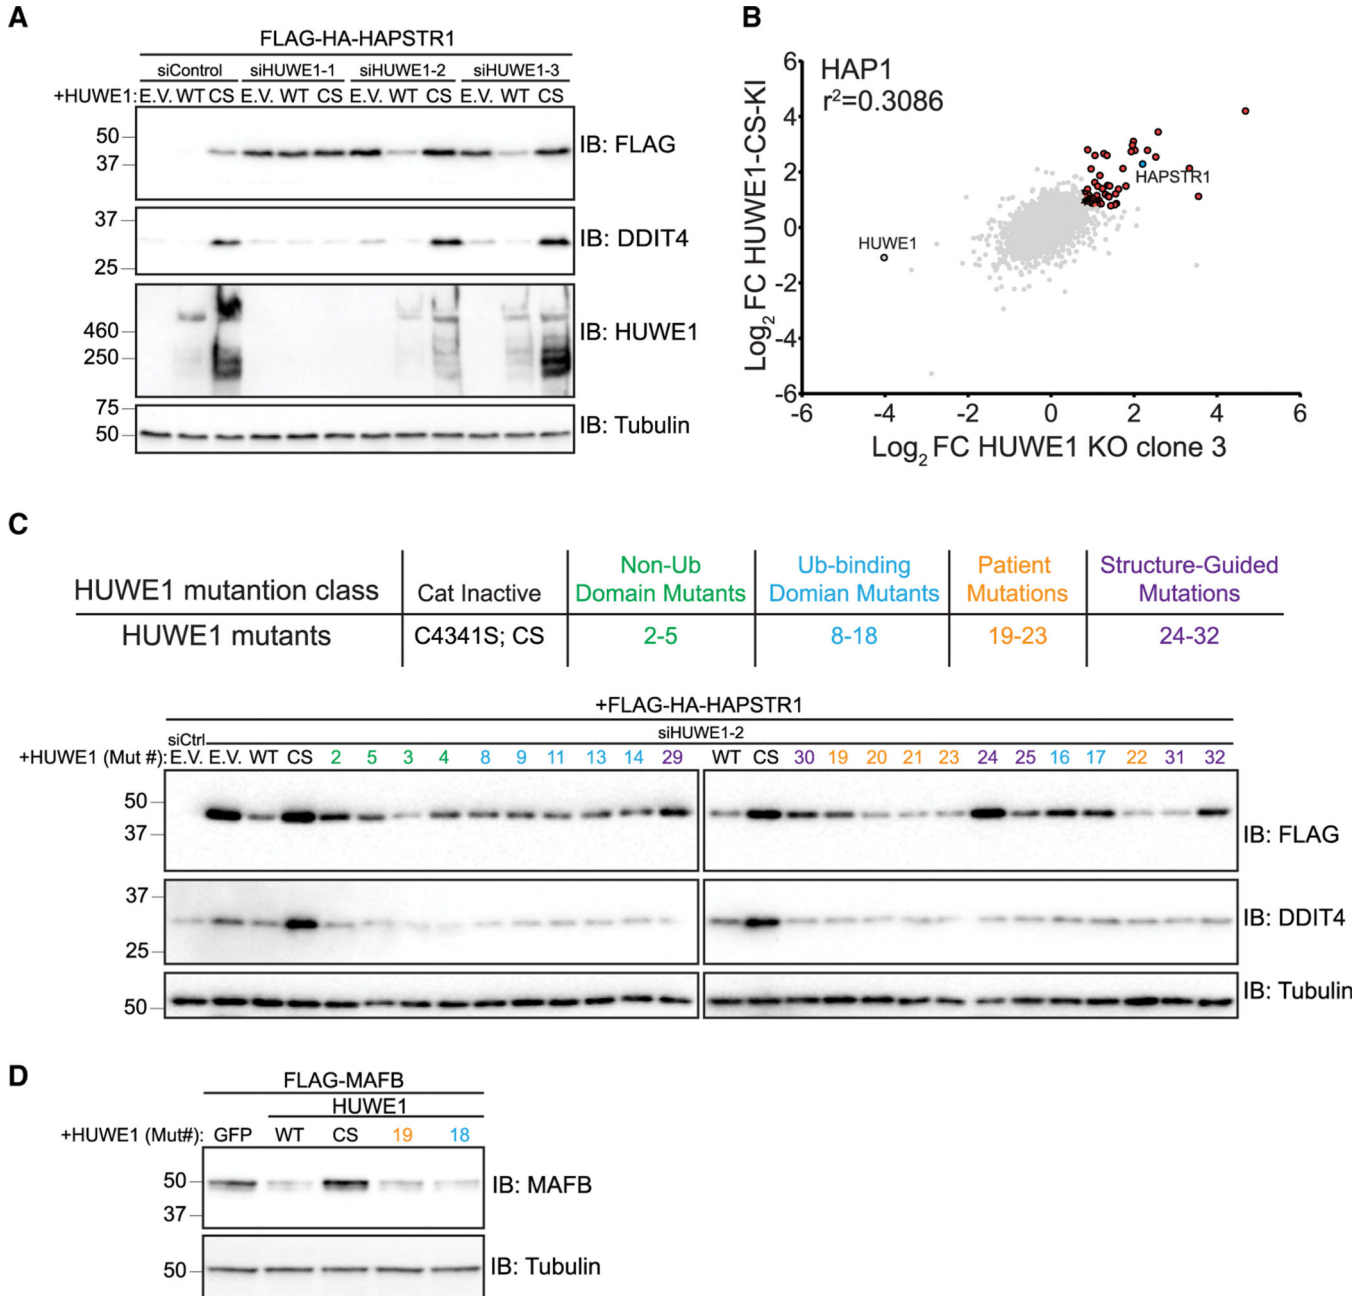 A
FLAG-HA-HAPSTR1
siControl siHUWE1-1 siHUWE1-2 siHUWE1-3
+HUWE1: E.V. WT CS E.V. WT CS E.V. WT CS E.V. WT CS
50
37
IB: FLAG
37
25
IB: DDIT4
460
250
IB: HUWE1
75
50
IB: Tubulin
B
HAP1
r²=0.3086
6
4
2
0
-2
-4
-6
Log₂ FC HUWE1-CS-KI
HAPSTR1
HUWE1
-6 -4 -2 0 2 4 6
Log₂ FC HUWE1 KO clone 3
C
HUWE1 mutantion class
Cat Inactive
Non-Ub
Domain Mutants
Ub-binding
Domian Mutants
Patient
Mutations
Structure-Guided
Mutations
HUWE1 mutants C4341S; CS 2-5 8-18 19-23 24-32
+FLAG-HA-HAPSTR1
siCtrl siHUWE1-2
+HUWE1 (Mut #): E.V. E.V. WT CS 2 5 3 4 8 9 11 13 14 29 WT CS 30 19 20 21 23 24 25 16 17 22 31 32
50
37
IB: FLAG
37
25
IB: DDIT4
50
IB: Tubulin
D
FLAG-MAFB
HUWE1
+HUWE1 (Mut#): GFP WT CS 19 18
50
37
IB: MAFB
50
IB: Tubulin